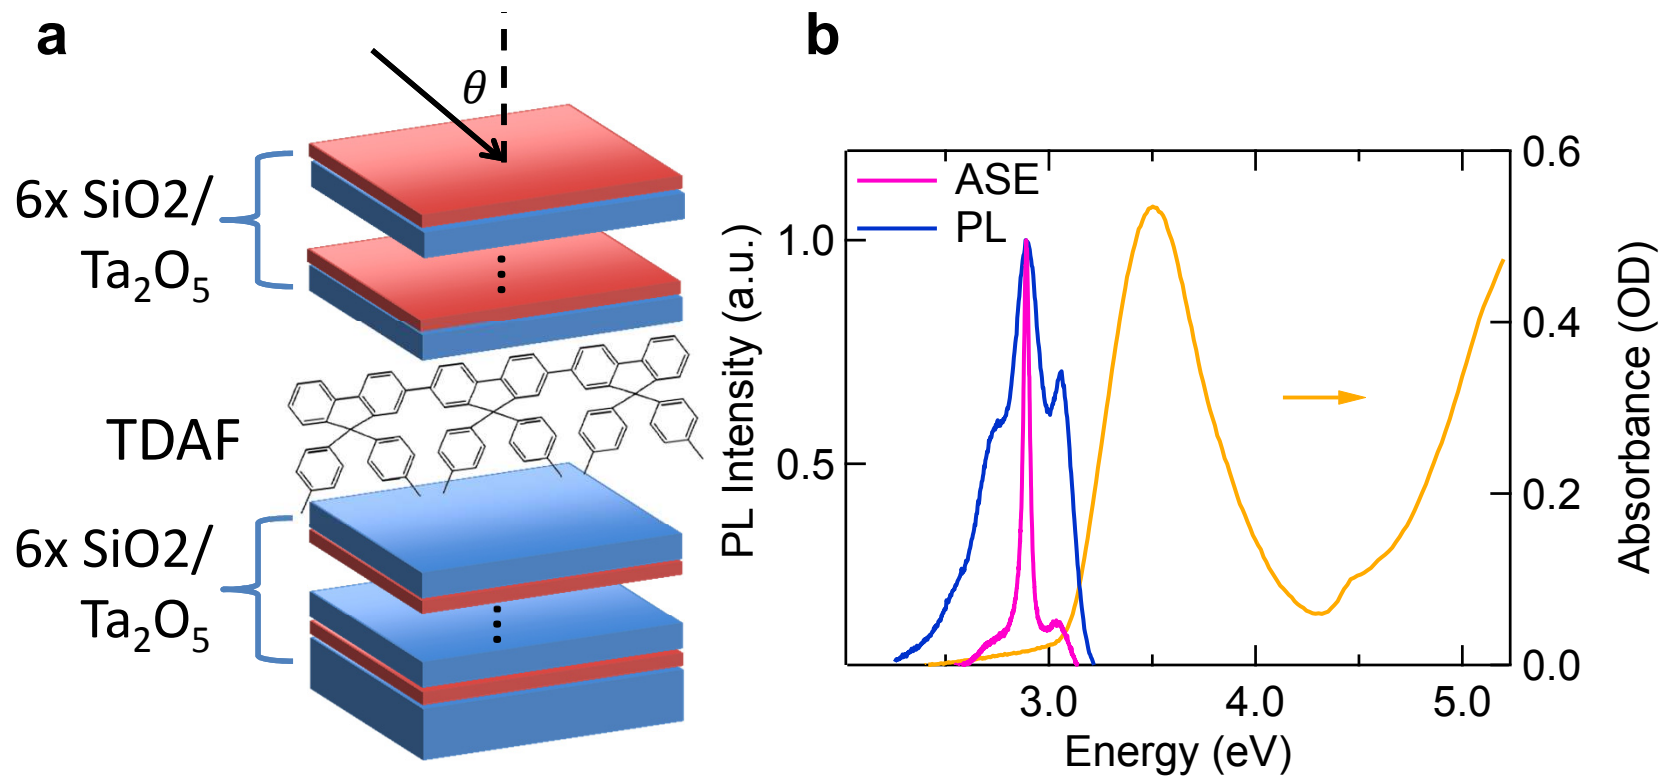 a
θ
6x SiO2/
Ta₂O₅
TDAF
6x SiO2/
Ta₂O₅
b
ASE
PL
PL Intensity (a.u.)
1.0
0.5
0.6
0.4
0.2
0.0
Absorbance (OD)
3.0 4.0 5.0
Energy (eV)